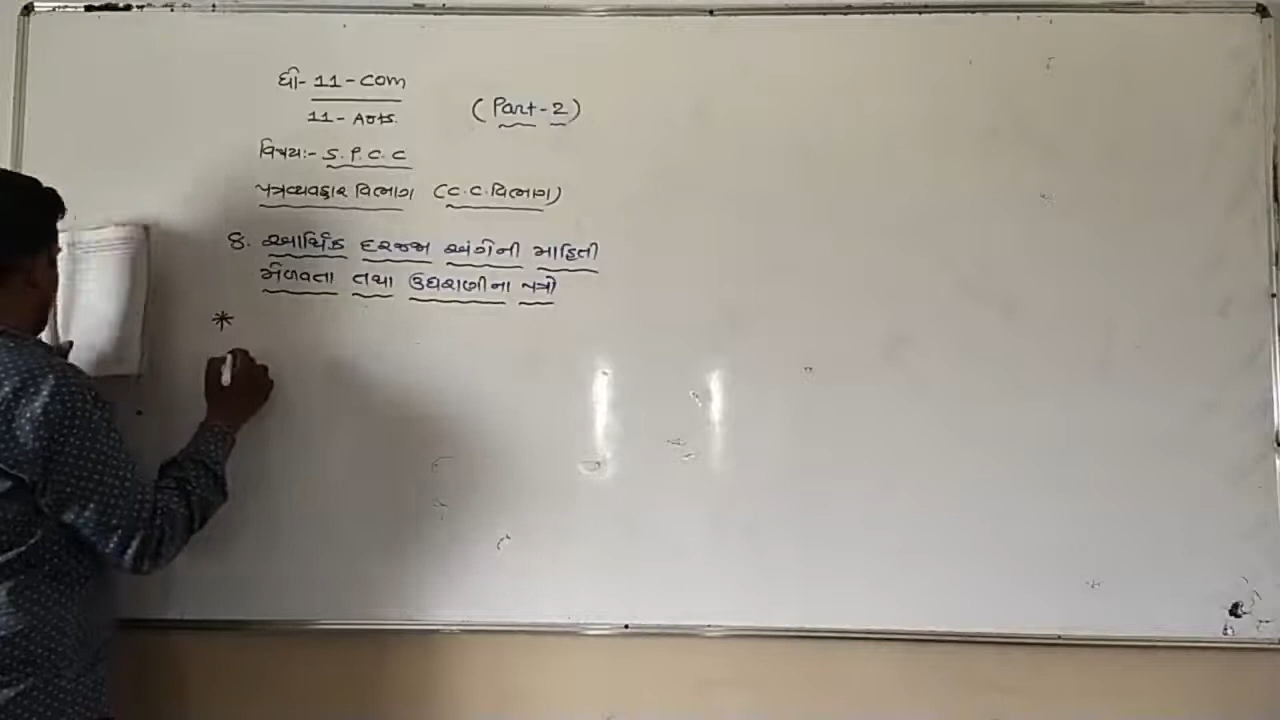 ધો- 11 - com
11 - Arts.
(Part - 2)
વિષય:- S. P. C. C
પત્રવ્યવહાર વિભાગ (C.C. વિભાગ)
8. આર્થિક દરજ્જા અંગેની માહિતી
મેળવતા તથા ઉઘરાણીના પત્રો
*